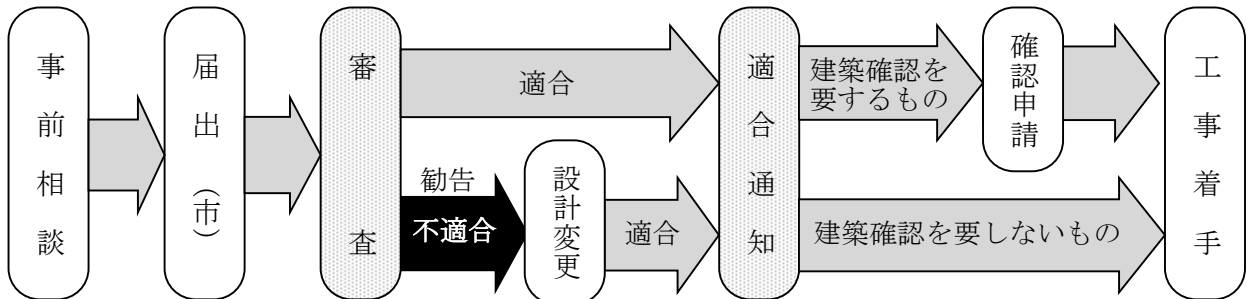 事前相談
届出（市）
審査
適合
勧告
不適合
設計変更
適合
適合通知
建築確認を
要するもの
確認申請
建築確認を要しないもの
工事着手